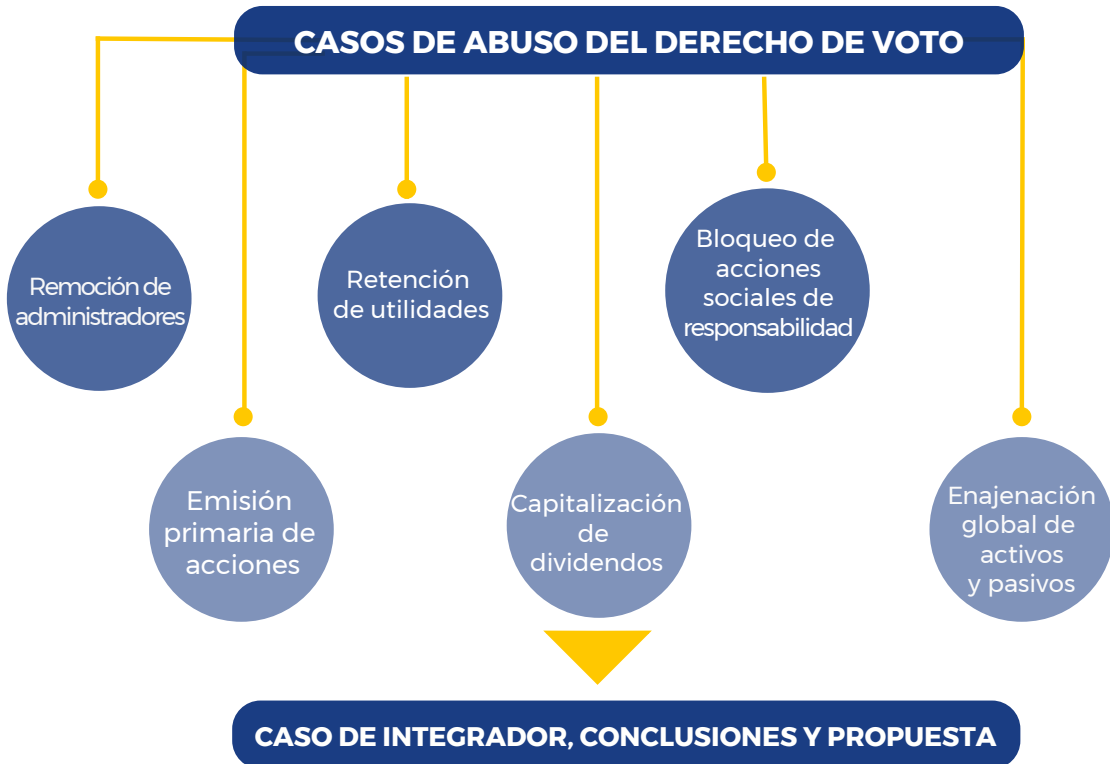 CASOS DE ABUSO DEL DERECHO DE VOTO
Remoción de
administradores
Retención
de utilidades
Bloqueo de
acciones
sociales de
responsabilidad
Emisión
primaria de
acciones
Capitalización
de
dividendos
Enajenación
global de
activos
y pasivos
CASO DE INTEGRADOR, CONCLUSIONES Y PROPUESTA